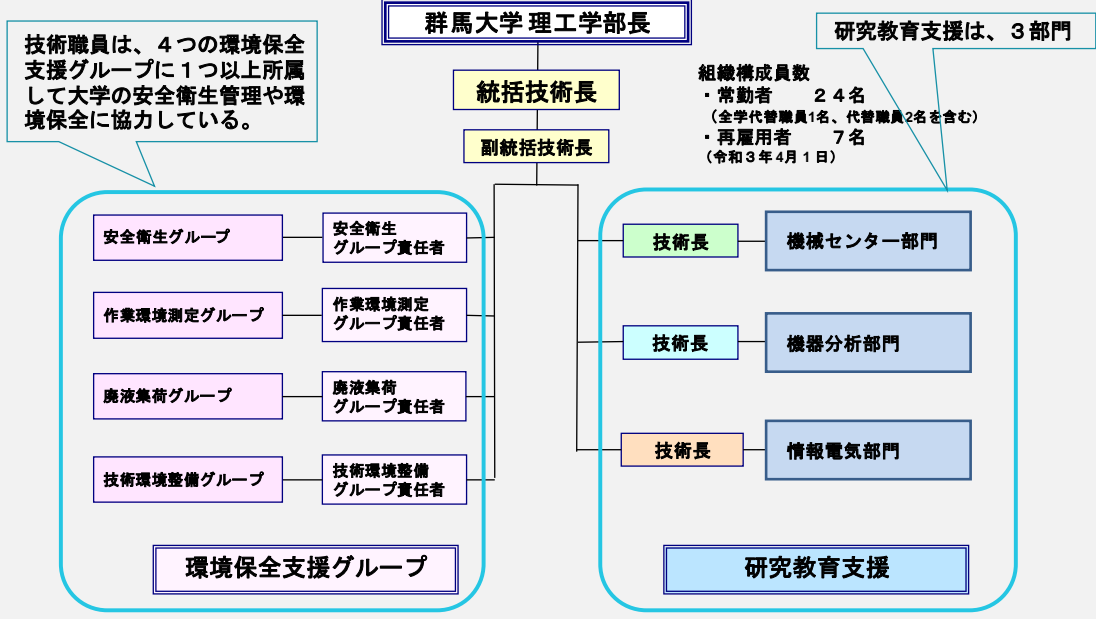 群馬大学 理工学部長
技術職員は、４つの環境保全
支援グループに１つ以上所属
して大学の安全衛生管理や環
境保全に協力している。
研究教育支援は、３部門
統括技術長
副統括技術長
組織構成員数
・常勤者　２４名
（全学代替職員1名、代替職員2名を含む）
・再雇用者　７名
（令和３年4月１日）
安全衛生グループ
安全衛生
グループ責任者
作業環境測定グループ
作業環境測定
グループ責任者
廃液集荷グループ
廃液集荷
グループ責任者
技術環境整備グループ
技術環境整備
グループ責任者
環境保全支援グループ
技術長
機械センター部門
技術長
機器分析部門
技術長
情報電気部門
研究教育支援